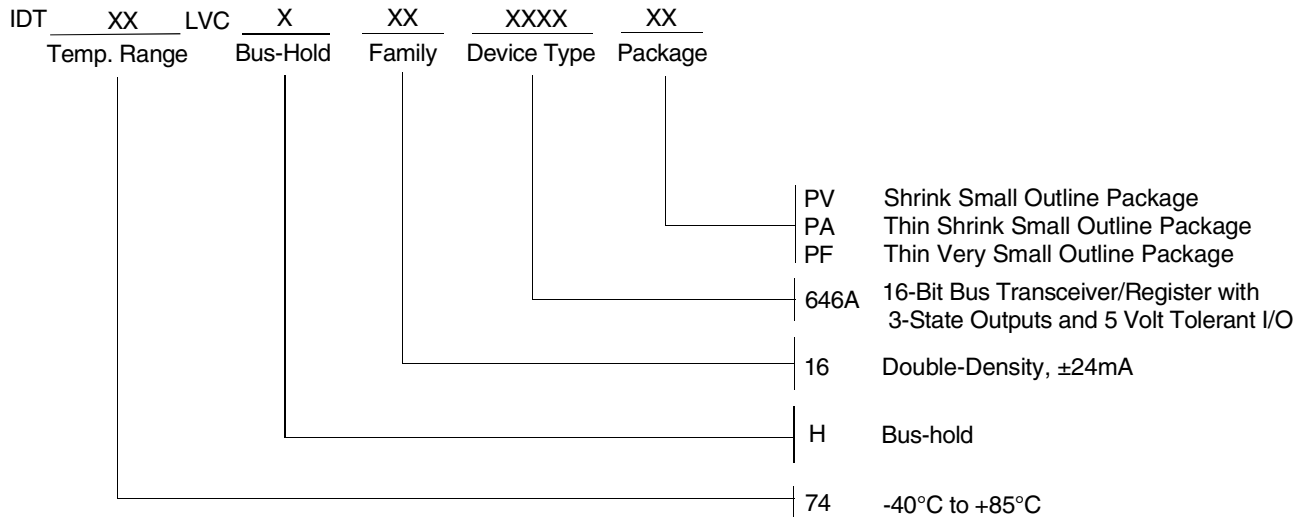 IDT XX LVC X XX XXXX XX
Temp. Range Bus-Hold Family Device Type Package
PV Shrink Small Outline Package
PA Thin Shrink Small Outline Package
PF Thin Very Small Outline Package
646A 16-Bit Bus Transceiver/Register with
3-State Outputs and 5 Volt Tolerant I/O
16 Double-Density, ±24mA
H Bus-hold
74 -40°C to +85°C